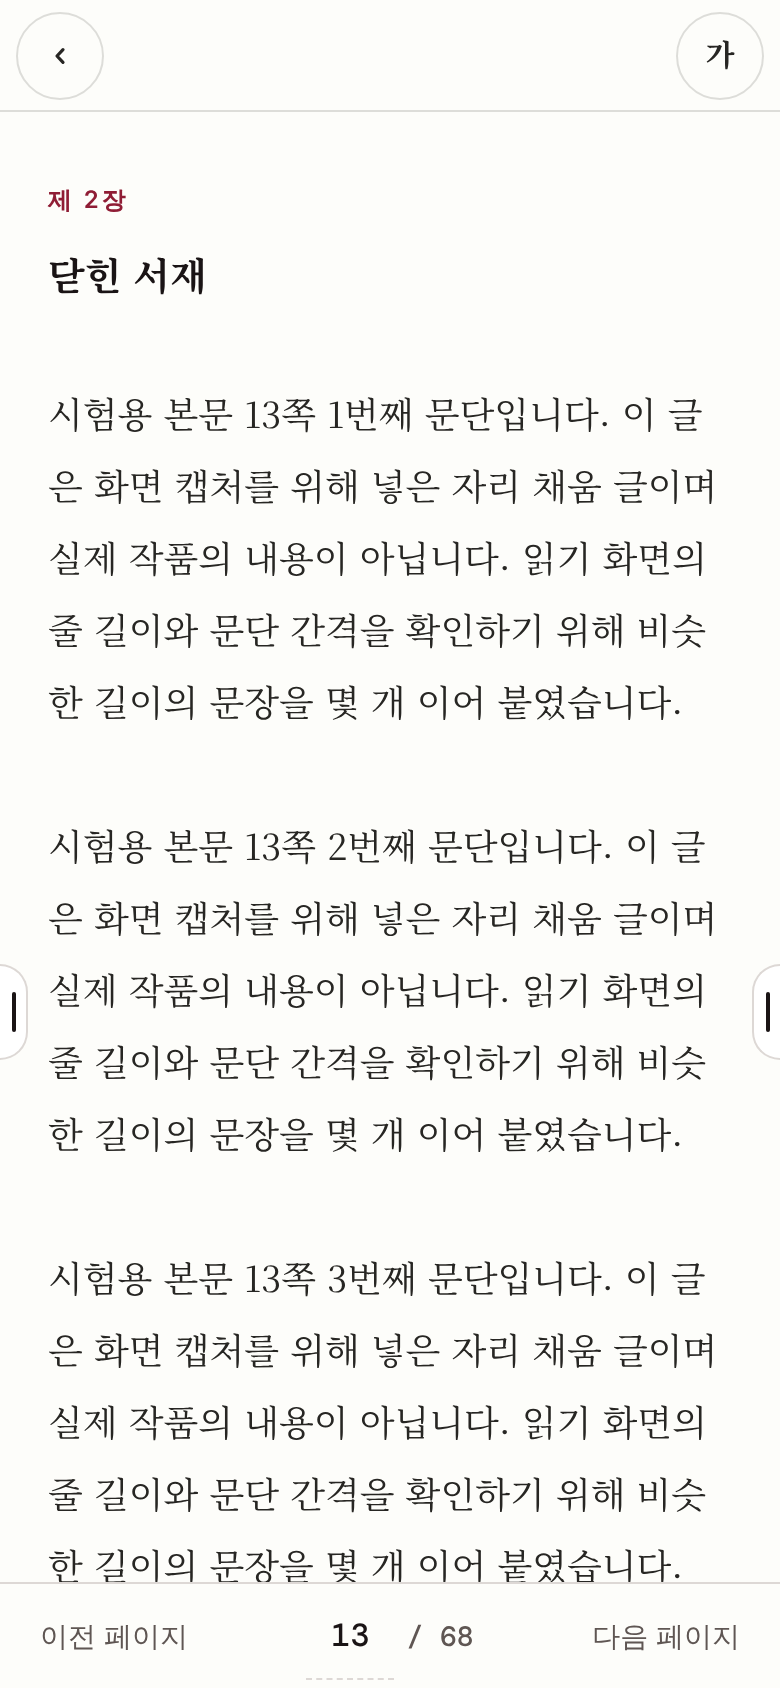 가
제 2장
닫힌 서재
시험용 본문 13쪽 1번째 문단입니다. 이 글
은 화면 캡처를 위해 넣은 자리 채움 글이며
실제 작품의 내용이 아닙니다. 읽기 화면의
줄 길이와 문단 간격을 확인하기 위해 비슷
한 길이의 문장을 몇 개 이어 붙였습니다.
시험용 본문 13쪽 2번째 문단입니다. 이 글
은 화면 캡처를 위해 넣은 자리 채움 글이며
실제 작품의 내용이 아닙니다. 읽기 화면의
줄 길이와 문단 간격을 확인하기 위해 비슷
한 길이의 문장을 몇 개 이어 붙였습니다.
시험용 본문 13쪽 3번째 문단입니다. 이 글
은 화면 캡처를 위해 넣은 자리 채움 글이며
실제 작품의 내용이 아닙니다. 읽기 화면의
줄 길이와 문단 간격을 확인하기 위해 비슷
한 길이의 문장을 몇 개 이어 붙였습니다.
이전 페이지 13 / 68 다음 페이지